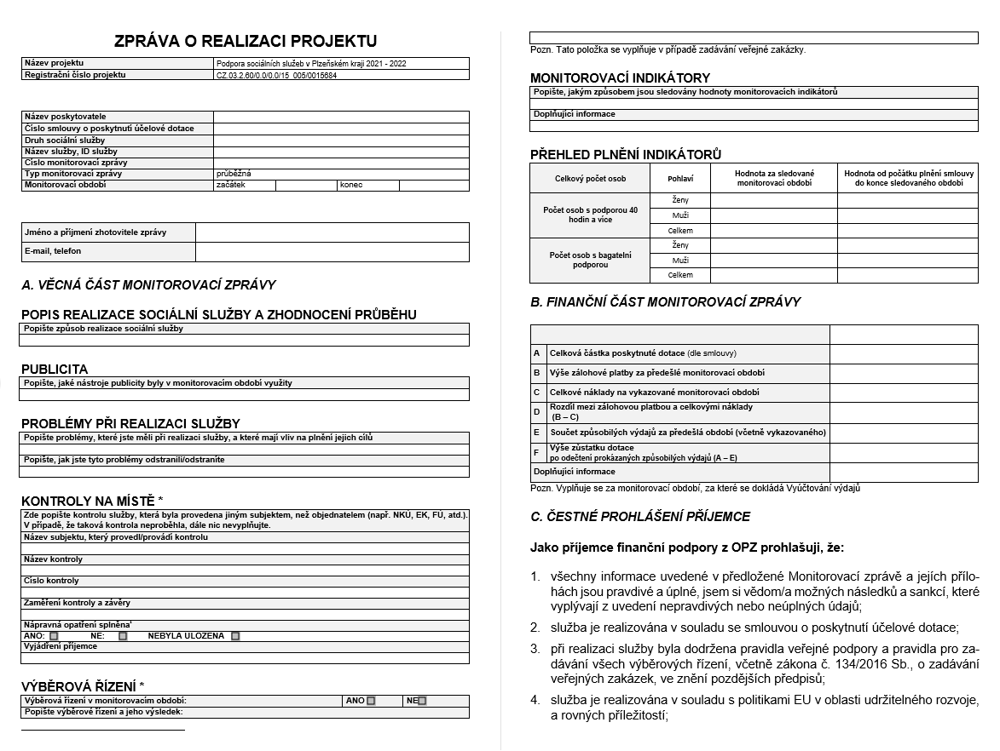 ZPRÁVA O REALIZACI PROJEKTU
Název projektu Podpora sociálních služeb v Plzeňském kraji 2021 - 2022
Registrační číslo projektu CZ.03.2.60/0.0/0.0/15_005/0015684
Název poskytovatele
Číslo smlouvy o poskytnutí účelové dotace
Druh sociální služby
Název služby, ID služby
Číslo monitorovací zprávy
Typ monitorovací zprávy průběžná
Monitorovací období začátek konec
Jméno a příjmení zhotovitele zprávy
E-mail, telefon
A. VĚCNÁ ČÁST MONITOROVACÍ ZPRÁVY
POPIS REALIZACE SOCIÁLNÍ SLUŽBY A ZHODNOCENÍ PRŮBĚHU
Popište způsob realizace sociální služby
PUBLICITA
Popište, jaké nástroje publicity byly v monitorovacím období využity
PROBLÉMY PŘI REALIZACI SLUŽBY
Popište problémy, které jste měli při realizaci služby, a které mají vliv na plnění jejich cílů
Popište, jak jste tyto problémy odstranili/odstraníte
KONTROLY NA MÍSTĚ *
Zde popište kontrolu služby, která byla provedena jiným subjektem, než objednatelem (např. NKÚ, EK, FÚ, atd.).
V případě, že taková kontrola neproběhla, dále nic nevyplňujte.
Název subjektu, který provedl/provádí kontrolu
Název kontroly
Číslo kontroly
Zaměření kontroly a závěry
Nápravná opatření splněna
ANO: NE: NEBYLA ULOŽENA
Vyjádření příjemce
VÝBĚROVÁ ŘÍZENÍ *
Výběrová řízení v monitorovacím období: ANO NE
Popište výběrové řízení a jeho výsledek:
Pozn. Tato položka se vyplňuje v případě zadávání veřejné zakázky.
MONITOROVACÍ INDIKÁTORY
Popište, jakým způsobem jsou sledovány hodnoty monitorovacích indikátorů
Doplňující informace
PŘEHLED PLNĚNÍ INDIKÁTORŮ
Celkový počet osob Pohlaví Hodnota za sledované monitorovací období Hodnota od počátku plnění smlouvy do konce sledovaného období
Počet osob s podporou 40 hodin a více
Ženy
Muži
Celkem
Počet osob s bagatelní podporou
Ženy
Muži
Celkem
B. FINANČNÍ ČÁST MONITOROVACÍ ZPRÁVY
A Celková částka poskytnuté dotace (dle smlouvy)
B Výše zálohové platby za předešlé monitorovací období
C Celkové náklady na vykazované monitorovací období
D Rozdíl mezi zálohovou platbou a celkovými náklady
(B – C)
E Součet způsobilých výdajů za předešlá období (včetně vykazovaného)
F Výše zůstatku dotace
po odečtení prokázaných způsobilých výdajů (A – E)
Doplňující informace
Pozn. Vyplňuje se za monitorovací období, za které se dokládá Vyúčtování výdajů
C. ČESTNÉ PROHLÁŠENÍ PŘÍJEMCE
Jako příjemce finanční podpory z OPZ prohlašuji, že:
1. všechny informace uvedené v předložené Monitorovací zprávě a jejích přílo-
hách jsou pravdivé a úplné, jsem si vědom/a možných následků a sankcí, které
vyplývají z uvedení nepravdivých nebo neúplných údajů;
2. služba je realizována v souladu se smlouvou o poskytnutí účelové dotace;
3. při realizaci služby byla dodržena pravidla veřejné podpory a pravidla pro za-
dávání všech výběrových řízení, včetně zákona č. 134/2016 Sb., o zadávání
veřejných zakázek, ve znění pozdějších předpisů;
4. služba je realizována v souladu s politikami EU v oblasti udržitelného rozvoje,
a rovných příležitostí;